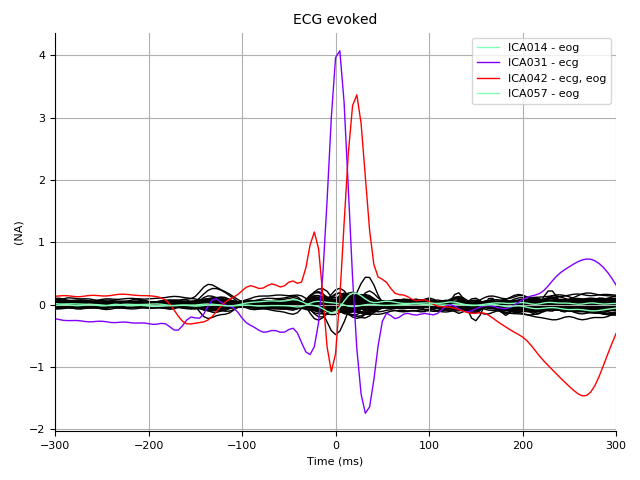 ECG evoked
ICA014 - eog
ICA031 - ecg
ICA042 - ecg, eog
ICA057 - eog
(NA)
4
3
2
1
0
−1
−2
−300 −200 −100 0 100 200 300
Time (ms)